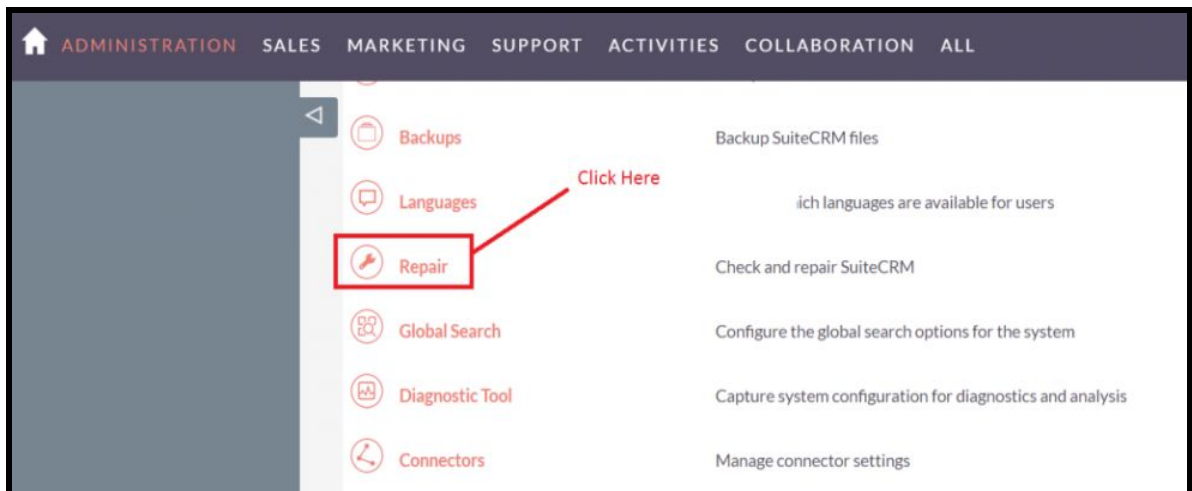 ADMINISTRATION SALES MARKETING SUPPORT ACTIVITIES COLLABORATION ALL
Backups Backup SuiteCRM files
Click Here
Languages ich languages are available for users
Repair Check and repair SuiteCRM
Global Search Configure the global search options for the system
Diagnostic Tool Capture system configuration for diagnostics and analysis
Connectors Manage connector settings